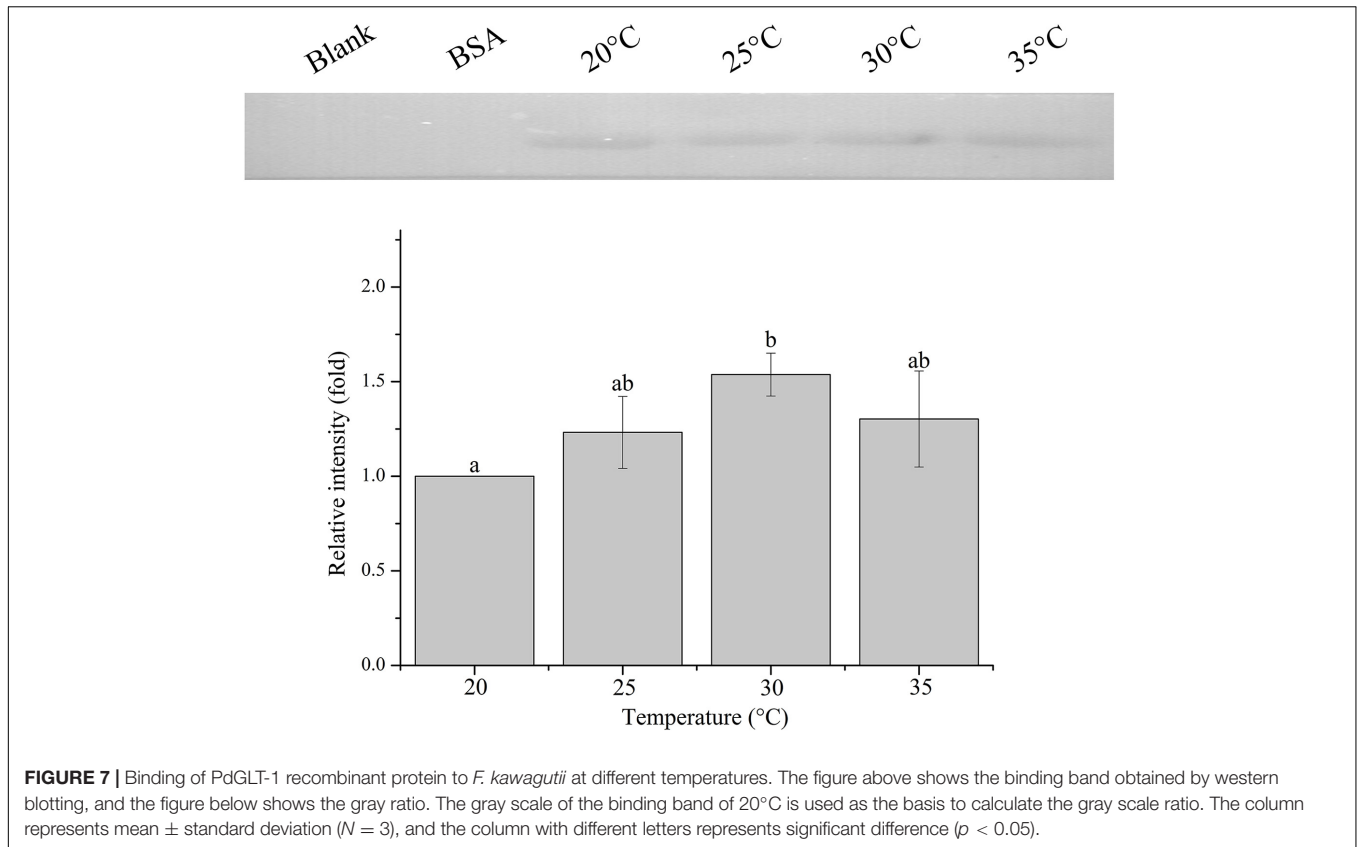 Blank BSA 20°C 25°C 30°C 35°C
2.0
b
ab
ab
1.5
a
1.0
0.5
0.0
Relative intensity (fold)
20 25 30 35
Temperature (°C)
FIGURE 7 | Binding of PdGLT-1 recombinant protein to F. kawagutii at different temperatures. The figure above shows the binding band obtained by western
blotting, and the figure below shows the gray ratio. The gray scale of the binding band of 20°C is used as the basis to calculate the gray scale ratio. The column
represents mean ± standard deviation (N = 3), and the column with different letters represents significant difference (p < 0.05).